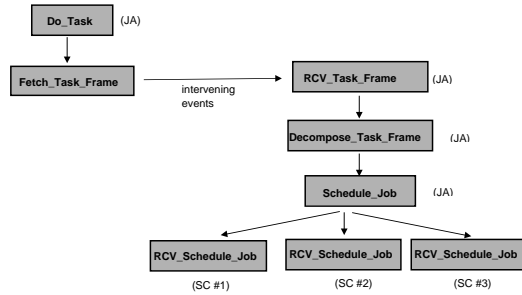 Do_Task (JA)
Fetch_Task_Frame
intervening
events
RCV_Task_Frame (JA)
Decompose_Task_Frame (JA)
Schedule_Job (JA)
RCV_Schedule_Job RCV_Schedule_Job RCV_Schedule_Job
(SC #1) (SC #2) (SC #3)